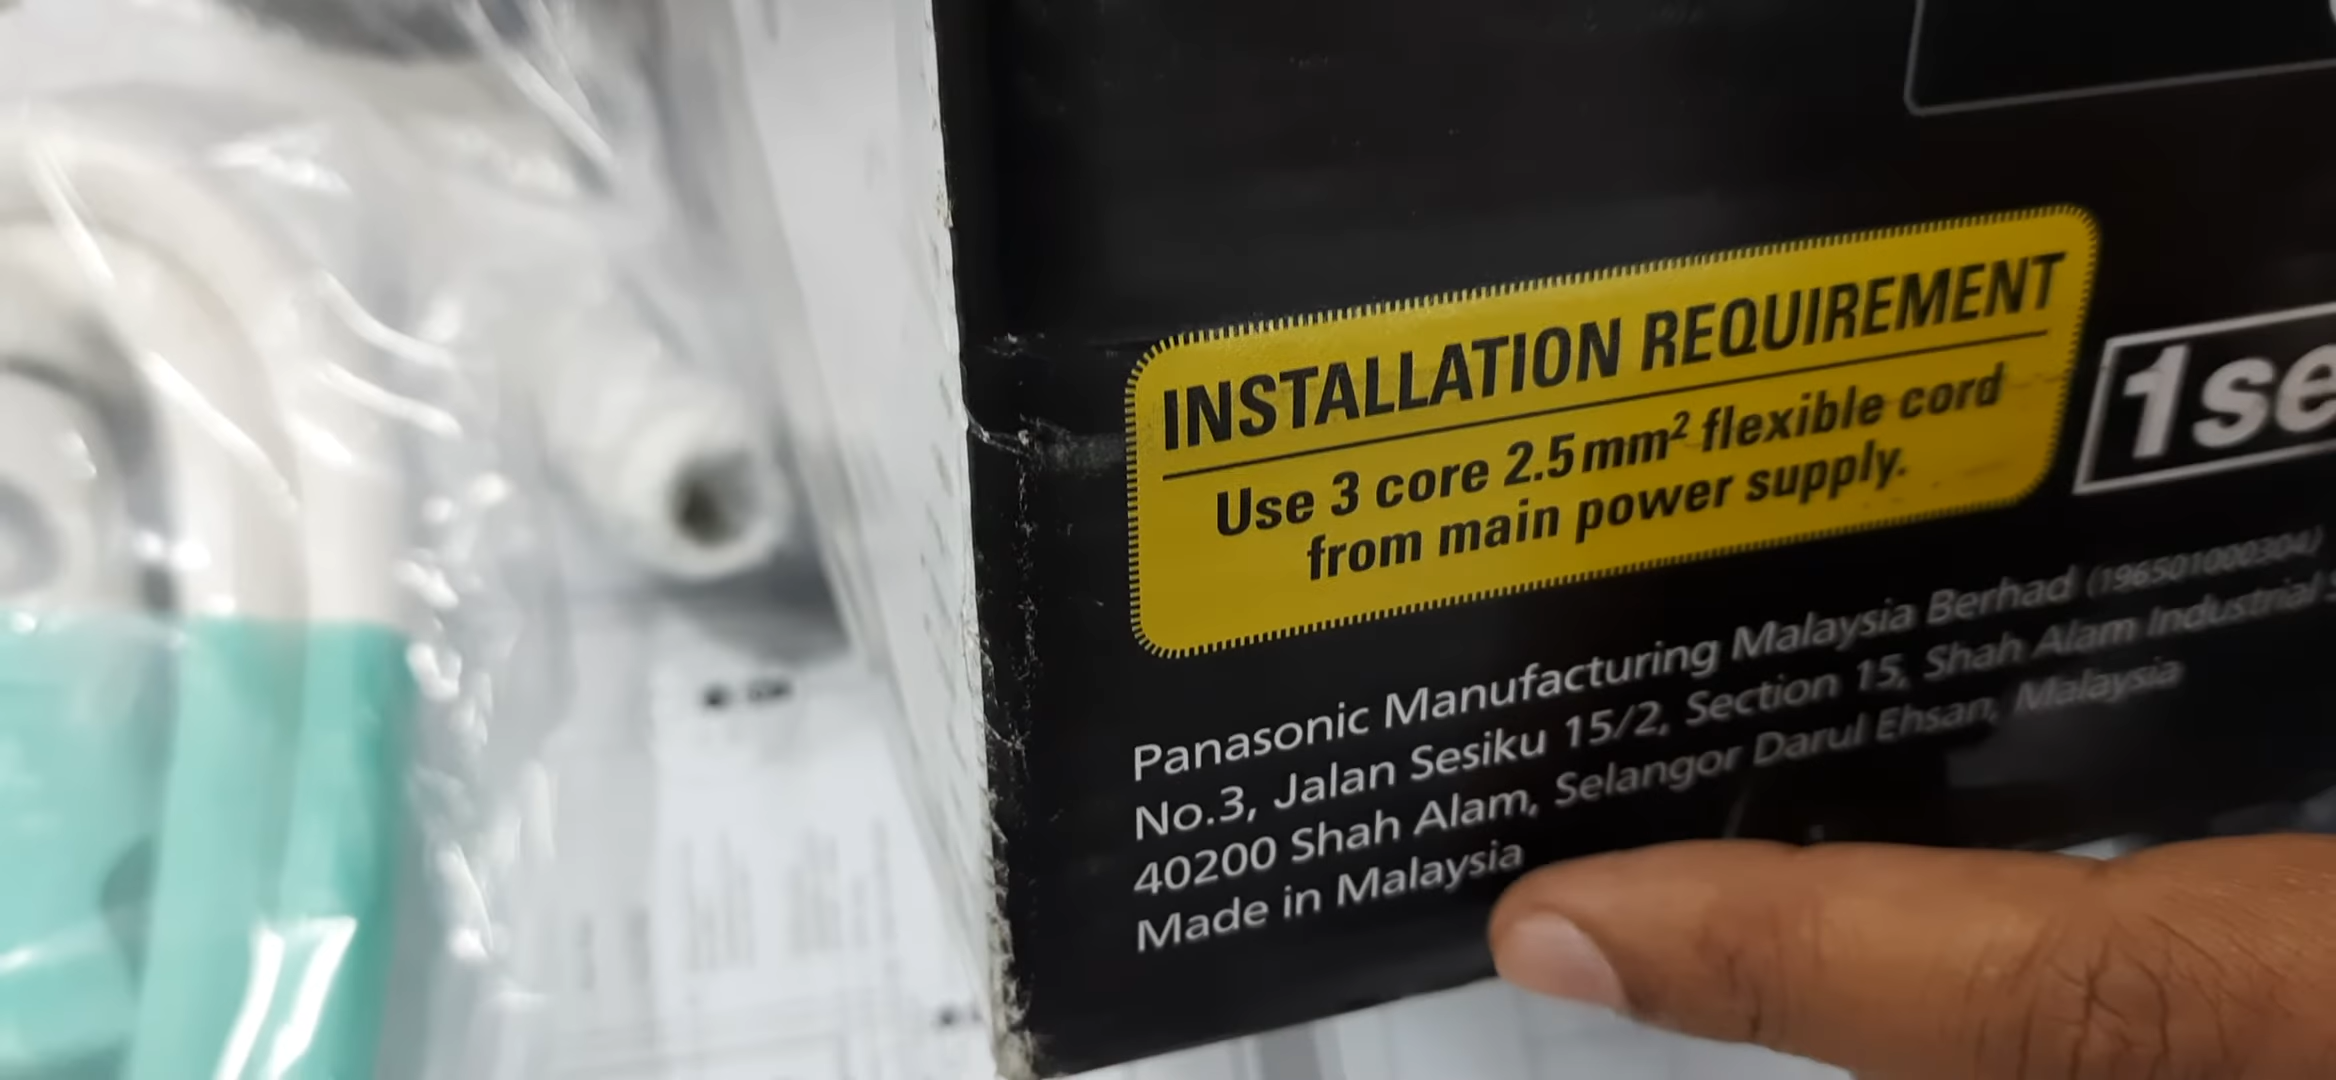 INSTALLATION REQUIREMENT
Use 3 core 2.5mm² flexible cord
from main power supply.
1se
Panasonic Manufacturing Malaysia Berhad (196501000304)
No.3, Jalan Sesiku 15/2, Section 15, Shah Alam Industrial S
40200 Shah Alam, Selangor Darul Ehsan, Malaysia
Made in Malaysia